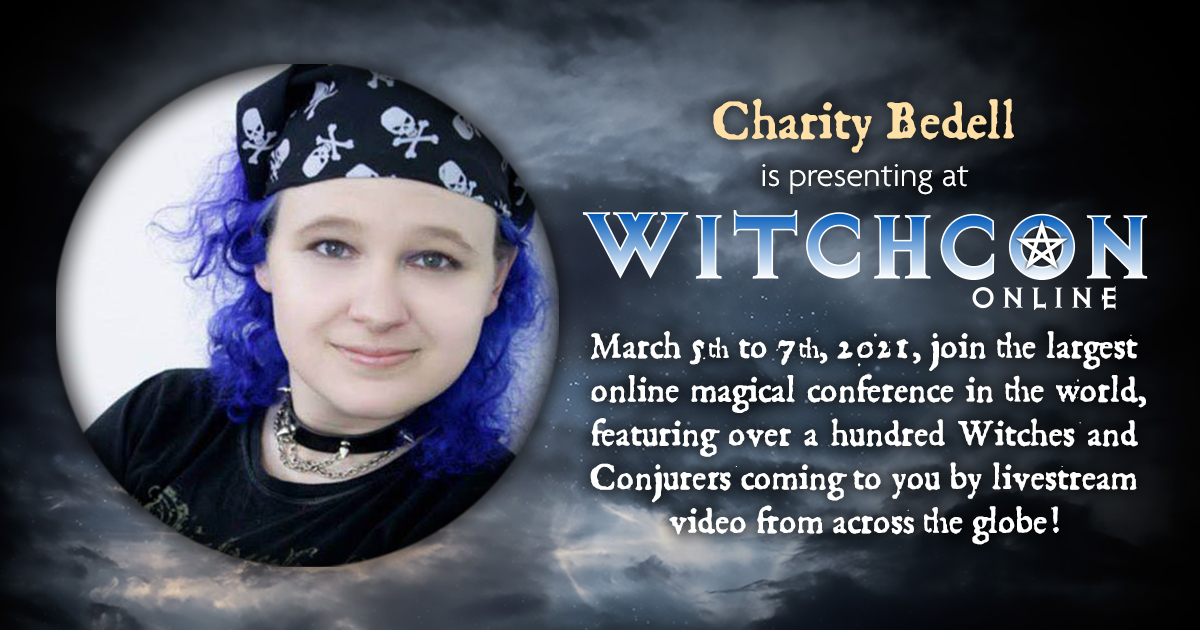 Charity Bedell
is presenting at
WITCHCON
ONLINE
March 5th to 7th, 2021, join the largest
online magical conference in the world,
featuring over a hundred Witches and
Conjurers coming to you by livestream
video from across the globe!